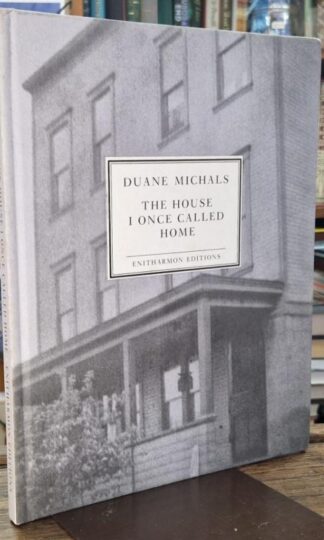 DUANE MICHALS
THE HOUSE
I ONCE CALLED
HOME
ENITHARMON EDITIONS